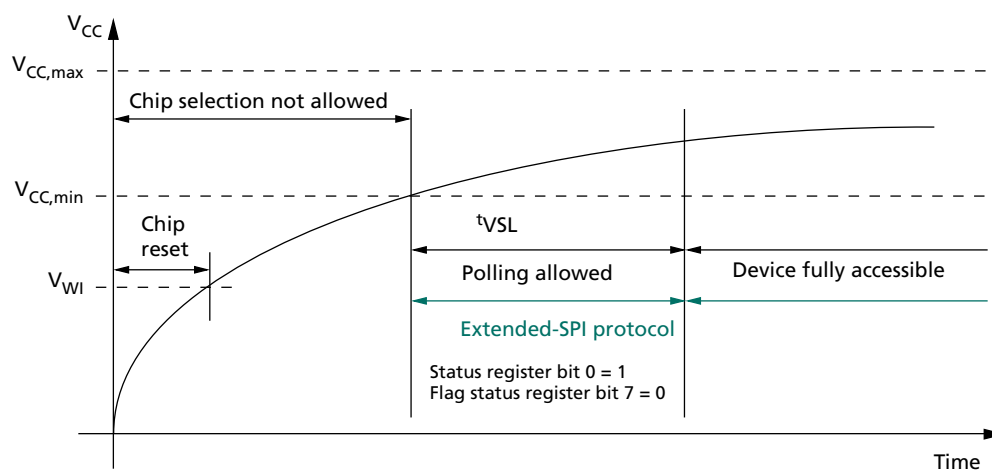 VCC
VCC,max
Chip selection not allowed
VCC,min
Chip
reset
tVSL
Polling allowed
Device fully accessible
VWI
Extended-SPI protocol
Status register bit 0 = 1
Flag status register bit 7 = 0
Time